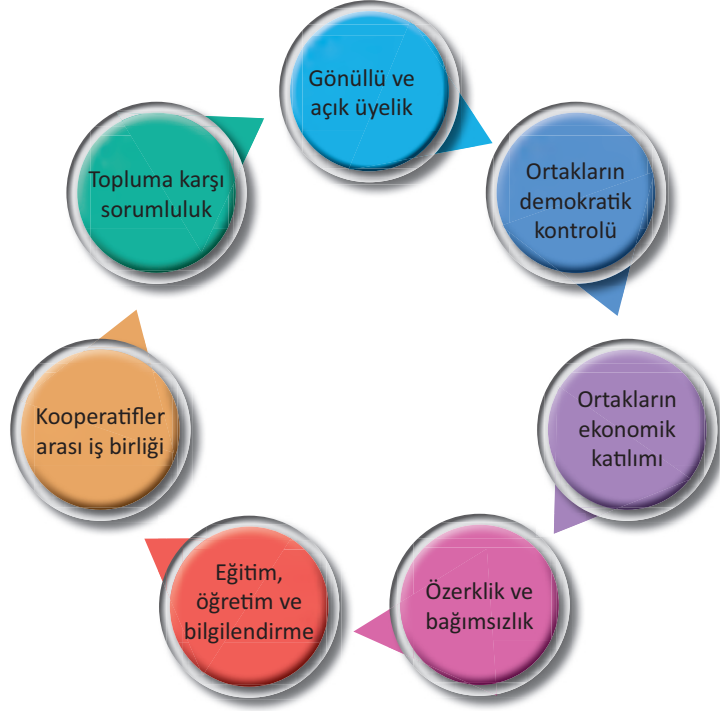 Gönüllü ve
açık üyelik
Ortakların
demokratik
kontrolü
Ortakların
ekonomik
katılımı
Özerklik ve
bağımsızlık
Eğitim,
öğretim ve
bilgilendirme
Kooperatifler
arası iş birliği
Topluma karşı
sorumluluk